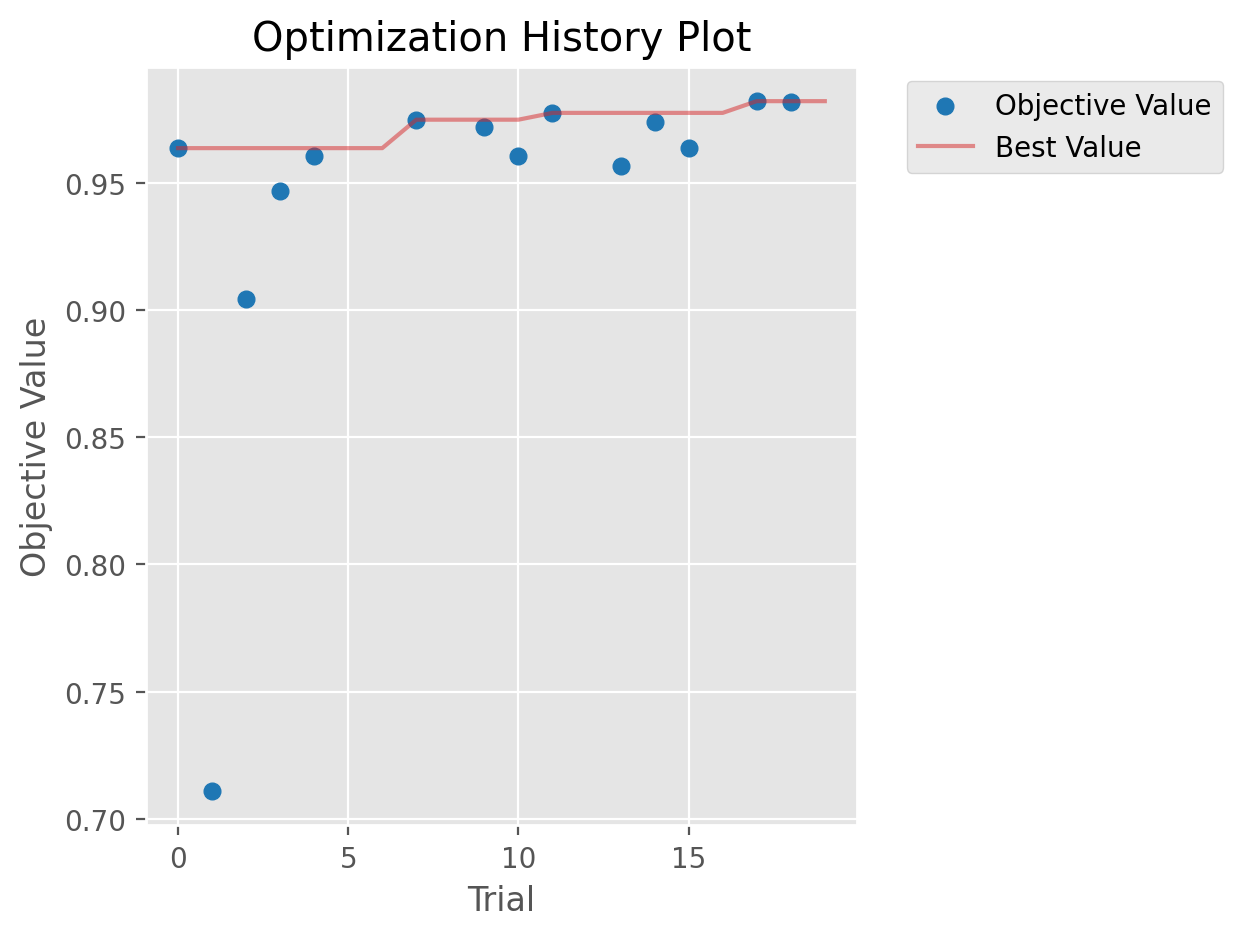 Optimization History Plot
Objective Value
Best Value
0.95
0.90
0.85
0.80
0.75
0.70
Objective Value
0
5
10
15
Trial